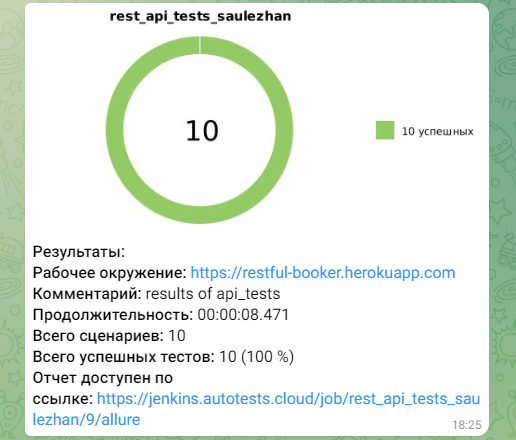 rest_api_tests_saulezhan
10
10 успешных
Результаты:
Рабочее окружение: https://restful-booker.herokuapp.com
Комментарий: results of api_tests
Продолжительность: 00:00:08.471
Всего сценариев: 10
Всего успешных тестов: 10 (100 %)
Отчет доступен по
ссылке: https://jenkins.autotests.cloud/job/rest_api_tests_sau
lezhan/9/allure
18:25